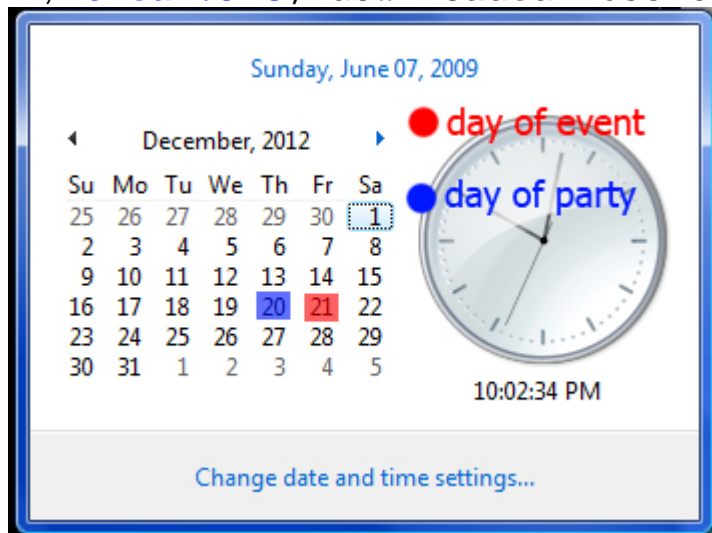 Sunday, June 07, 2009
day of event
December, 2012
day of party
Su Mo Tu We Th Fr Sa
25 26 27 28 29 30 1
2 3 4 5 6 7 8
9 10 11 12 13 14 15
16 17 18 19 20 21 22
23 24 25 26 27 28 29
30 31 1 2 3 4 5
10:02:34 PM
Change date and time settings...